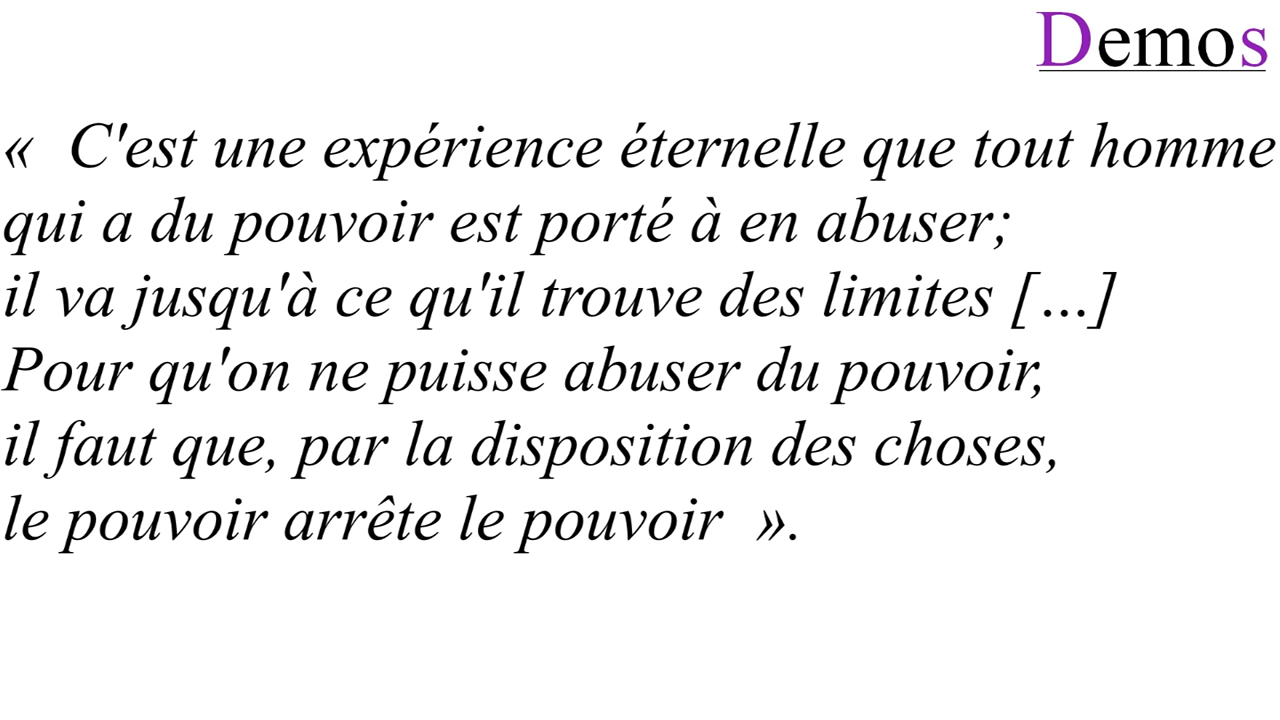 Demos
« C'est une expérience éternelle que tout homme
qui a du pouvoir est porté à en abuser;
il va jusqu'à ce qu'il trouve des limites [...]
Pour qu'on ne puisse abuser du pouvoir,
il faut que, par la disposition des choses,
le pouvoir arrête le pouvoir ».